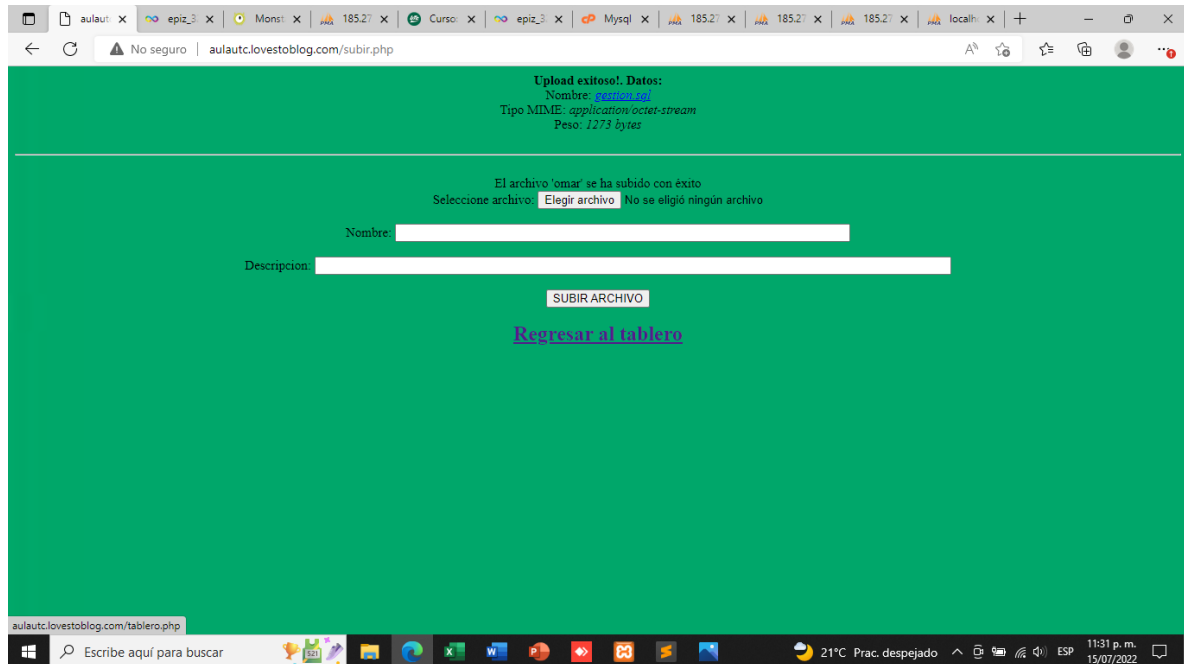 aulaut
epiz_3
Monst
185.27
Curso:
epiz_3
Mysql
185.27
185.27
185.27
localh
No seguro
aulautc.lovestoblog.com/subir.php
Upload exitoso!. Datos:
Nombre: gestion.sql
Tipo MIME: application/octet-stream
Peso: 1273 bytes
El archivo 'omar' se ha subido con éxito
Seleccione archivo: Elegir archivo No se eligió ningún archivo
Nombre:
Descripcion:
SUBIR ARCHIVO
Regresar al tablero
aulautc.lovestoblog.com/tablero.php
Escribe aquí para buscar
21°C Prac. despejado
ESP
11:31 p. m.
15/07/2022